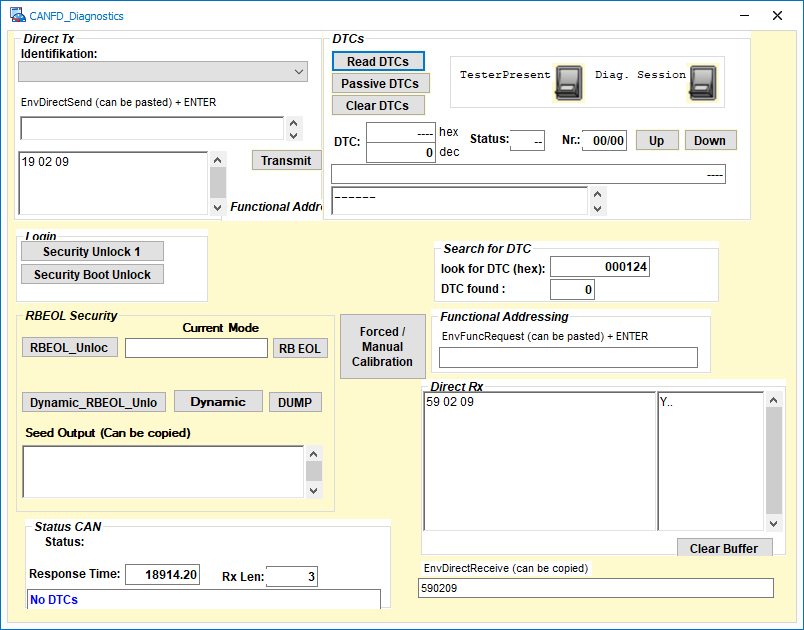 CANFD_Diagnostics
Direct Tx
Identifikation:
EnvDirectSend (can be pasted) + ENTER
19 02 09
Transmit
Functional Addr
DTCs
Read DTCs
Passive DTCs
Clear DTCs
TesterPresent
Diag. Session
DTC:
---- hex
0 dec
Status: --
Nr.: 00/00
Up
Down
----
------
Login
Security Unlock 1
Security Boot Unlock
Search for DTC
look for DTC (hex): 000124
DTC found : 0
RBEOL Security
Current Mode
RBEOL_Unloc
RB EOL
Dynamic_RBEOL_Unlo
Dynamic
DUMP
Seed Output (Can be copied)
Forced /
Manual
Calibration
Functional Addressing
EnvFuncRequest (can be pasted) + ENTER
Direct Rx
59 02 09
Y..
Clear Buffer
EnvDirectReceive (can be copied)
590209
Status CAN
Status:
Response Time: 18914.20
Rx Len: 3
No DTCs